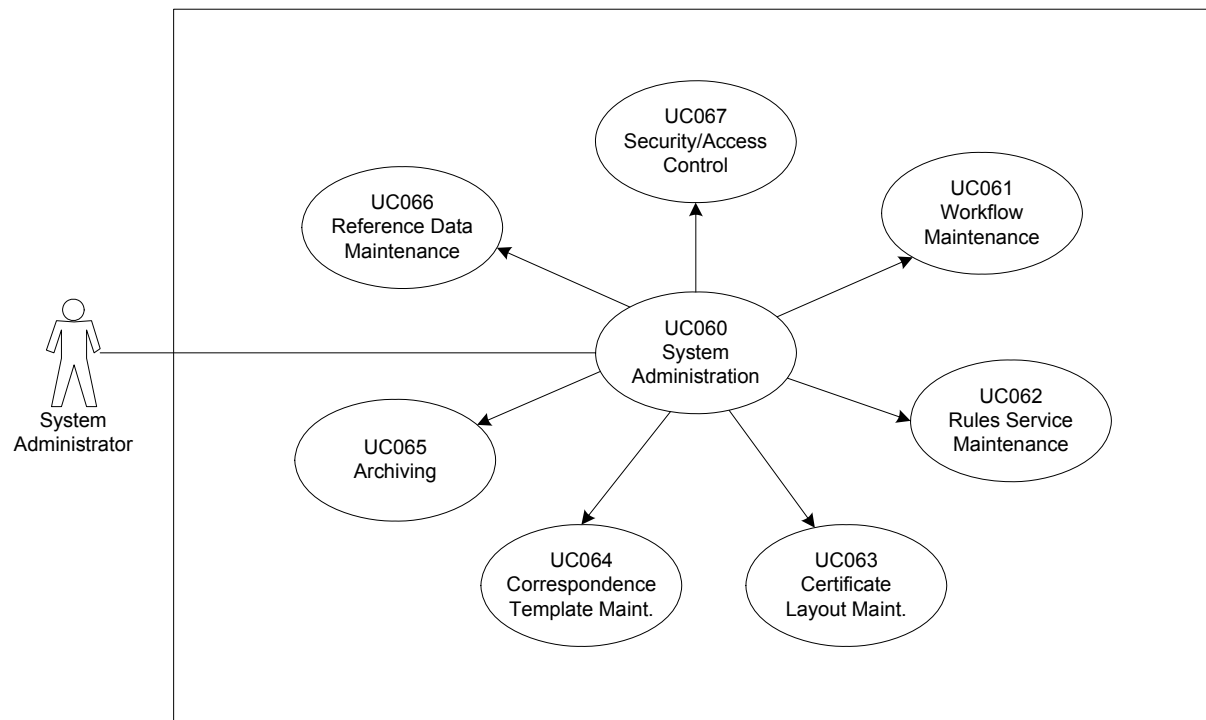 UC067
Security/Access
Control
UC066
Reference Data
Maintenance
UC061
Workflow
Maintenance
UC060
System
Administration
System
Administrator
UC062
Rules Service
Maintenance
UC065
Archiving
UC064
Correspondence
Template Maint.
UC063
Certificate
Layout Maint.